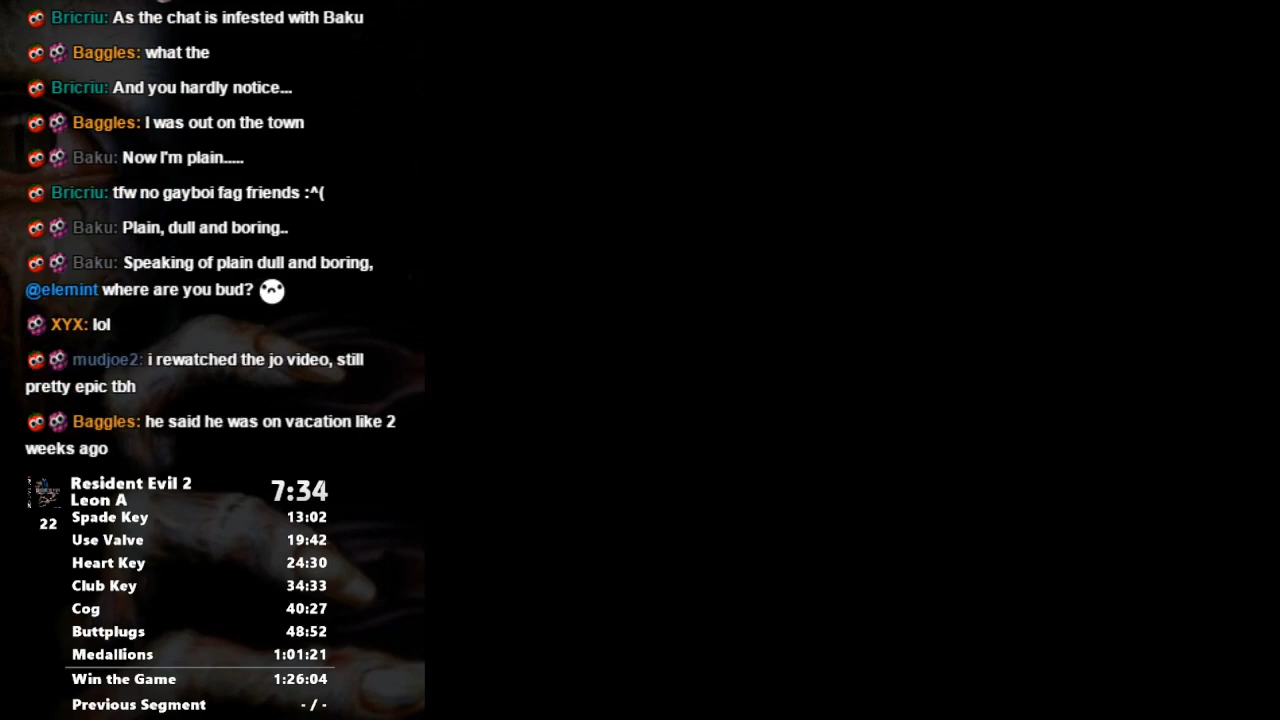 Bricriu: As the chat is infested with Baku
Baggles: what the
Bricriu: And you hardly notice...
Baggles: I was out on the town
Baku: Now I'm plain.....
Bricriu: tfw no gayboi fag friends :^(
Baku: Plain, dull and boring..
Baku: Speaking of plain dull and boring,
@elemint where are you bud?
XYX: lol
mudjoe2: i rewatched the jo video, still
pretty epic tbh
Baggles: he said he was on vacation like 2
weeks ago
Resident Evil 2 7:34
Leon A
22
Spade Key 13:02
Use Valve 19:42
Heart Key 24:30
Club Key 34:33
Cog 40:27
Buttplugs 48:52
Medallions 1:01:21
Win the Game 1:26:04
Previous Segment - / -